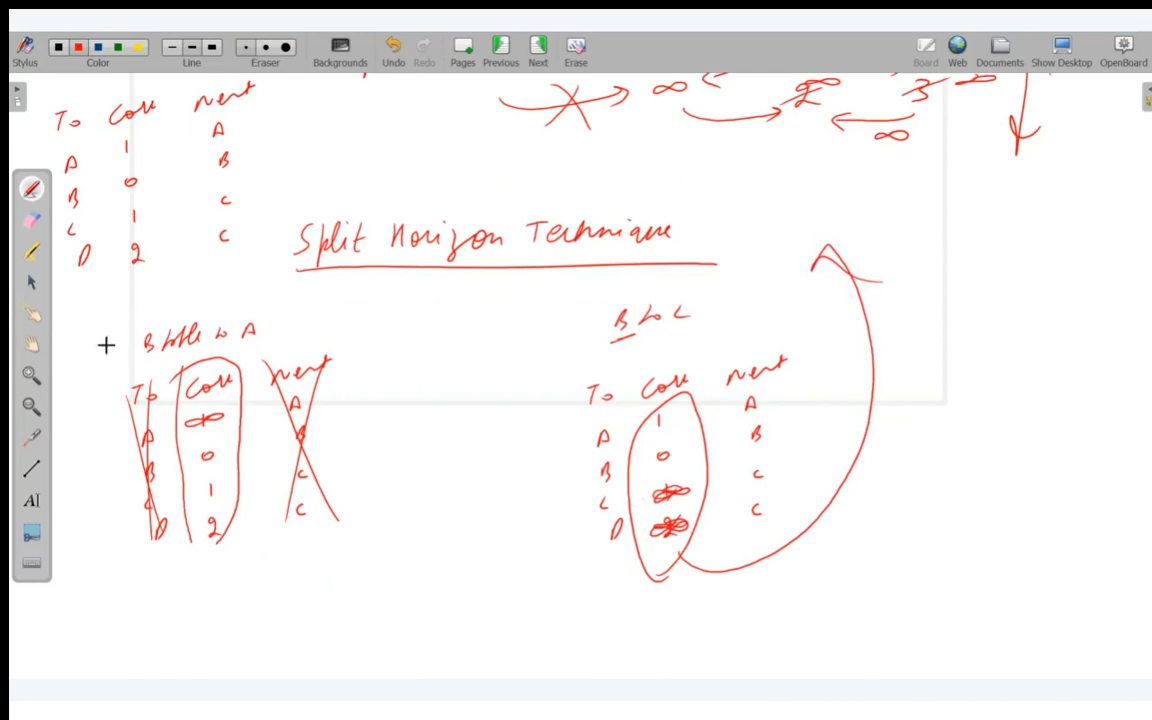 Stylus Color Line Eraser Backgrounds Undo Redo Pages Previous Next Erase Board Web Documents Show Desktop OpenBoard
To Cost Next
A 1 A
B 0 B
C 1 C
D 2 C
∞ ∞ 3
∞
Split Horizon Technique
B table to A
To Cost Next
A ∞ A
B 0 B
C 1 C
D 2 C
B to C
To Cost Next
A 1 A
B 0 B
C ∞ C
D ∞ C
AI